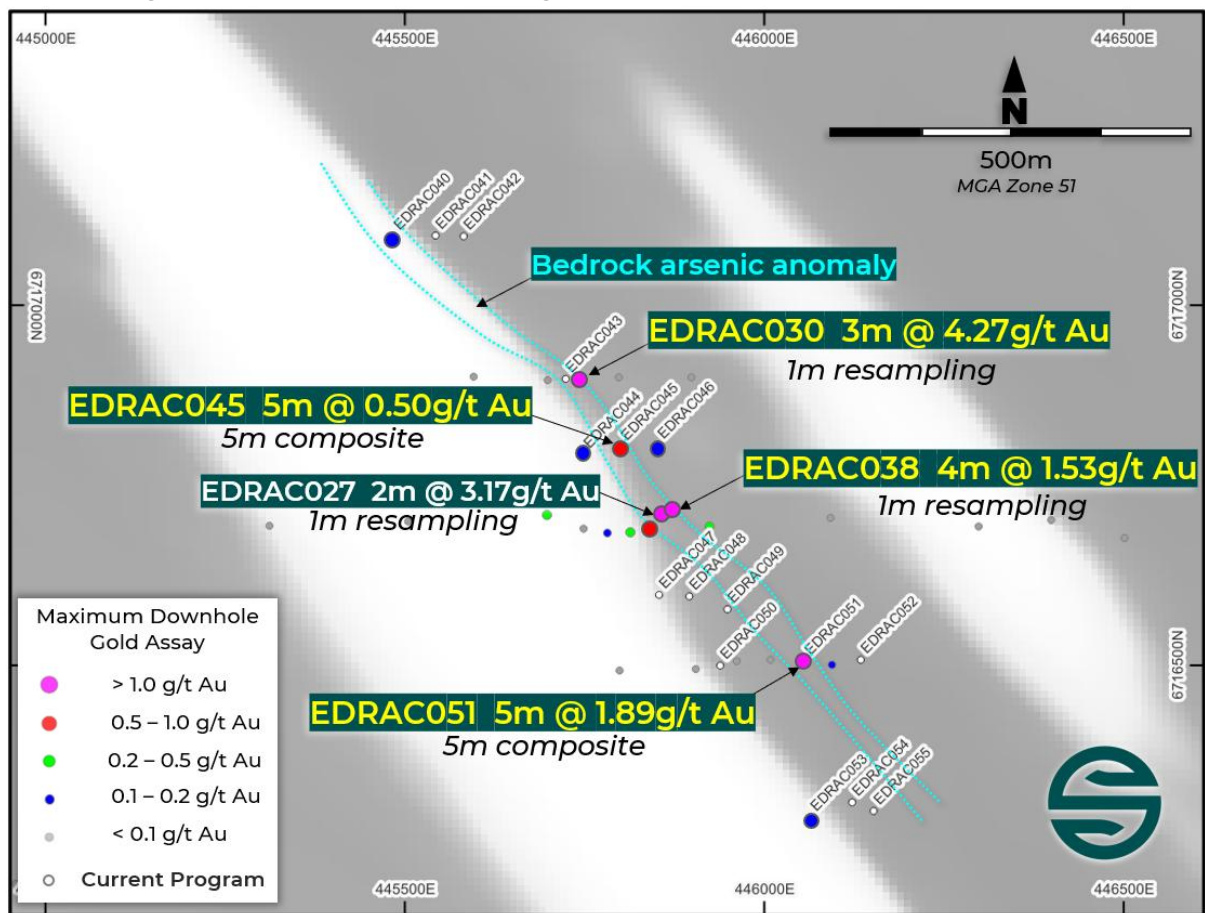 445000E
445500E
446000E
446500E
N
500m
MGA Zone 51
EDRAC040
EDRAC041
EDRAC042
Bedrock arsenic anomaly
6717000N
6717000N
EDRAC043
EDRAC030 3m @ 4.27g/t Au
1m resampling
EDRAC045 5m @ 0.50g/t Au
5m composite
EDRAC044
EDRAC045
EDRAC046
EDRAC038 4m @ 1.53g/t Au
1m resampling
EDRAC027 2m @ 3.17g/t Au
1m resampling
EDRAC047
EDRAC048
EDRAC049
EDRAC050
EDRAC051
EDRAC052
6716500N
EDRAC051 5m @ 1.89g/t Au
5m composite
EDRAC053
EDRAC054
EDRAC055
Maximum Downhole
Gold Assay
> 1.0 g/t Au
0.5 – 1.0 g/t Au
0.2 – 0.5 g/t Au
0.1 – 0.2 g/t Au
< 0.1 g/t Au
Current Program
445500E
446000E
446500E